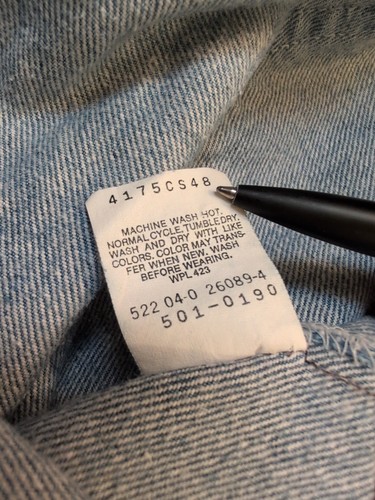 4175CS48
MACHINE WASH HOT.
NORMAL CYCLE, TUMBLE DRY.
WASH AND DRY WITH LIKE
COLORS. COLOR MAY TRANS-
FER WHEN NEW. WASH
BEFORE WEARING.
WPL 423
522 04-0 26089-4
501-0190